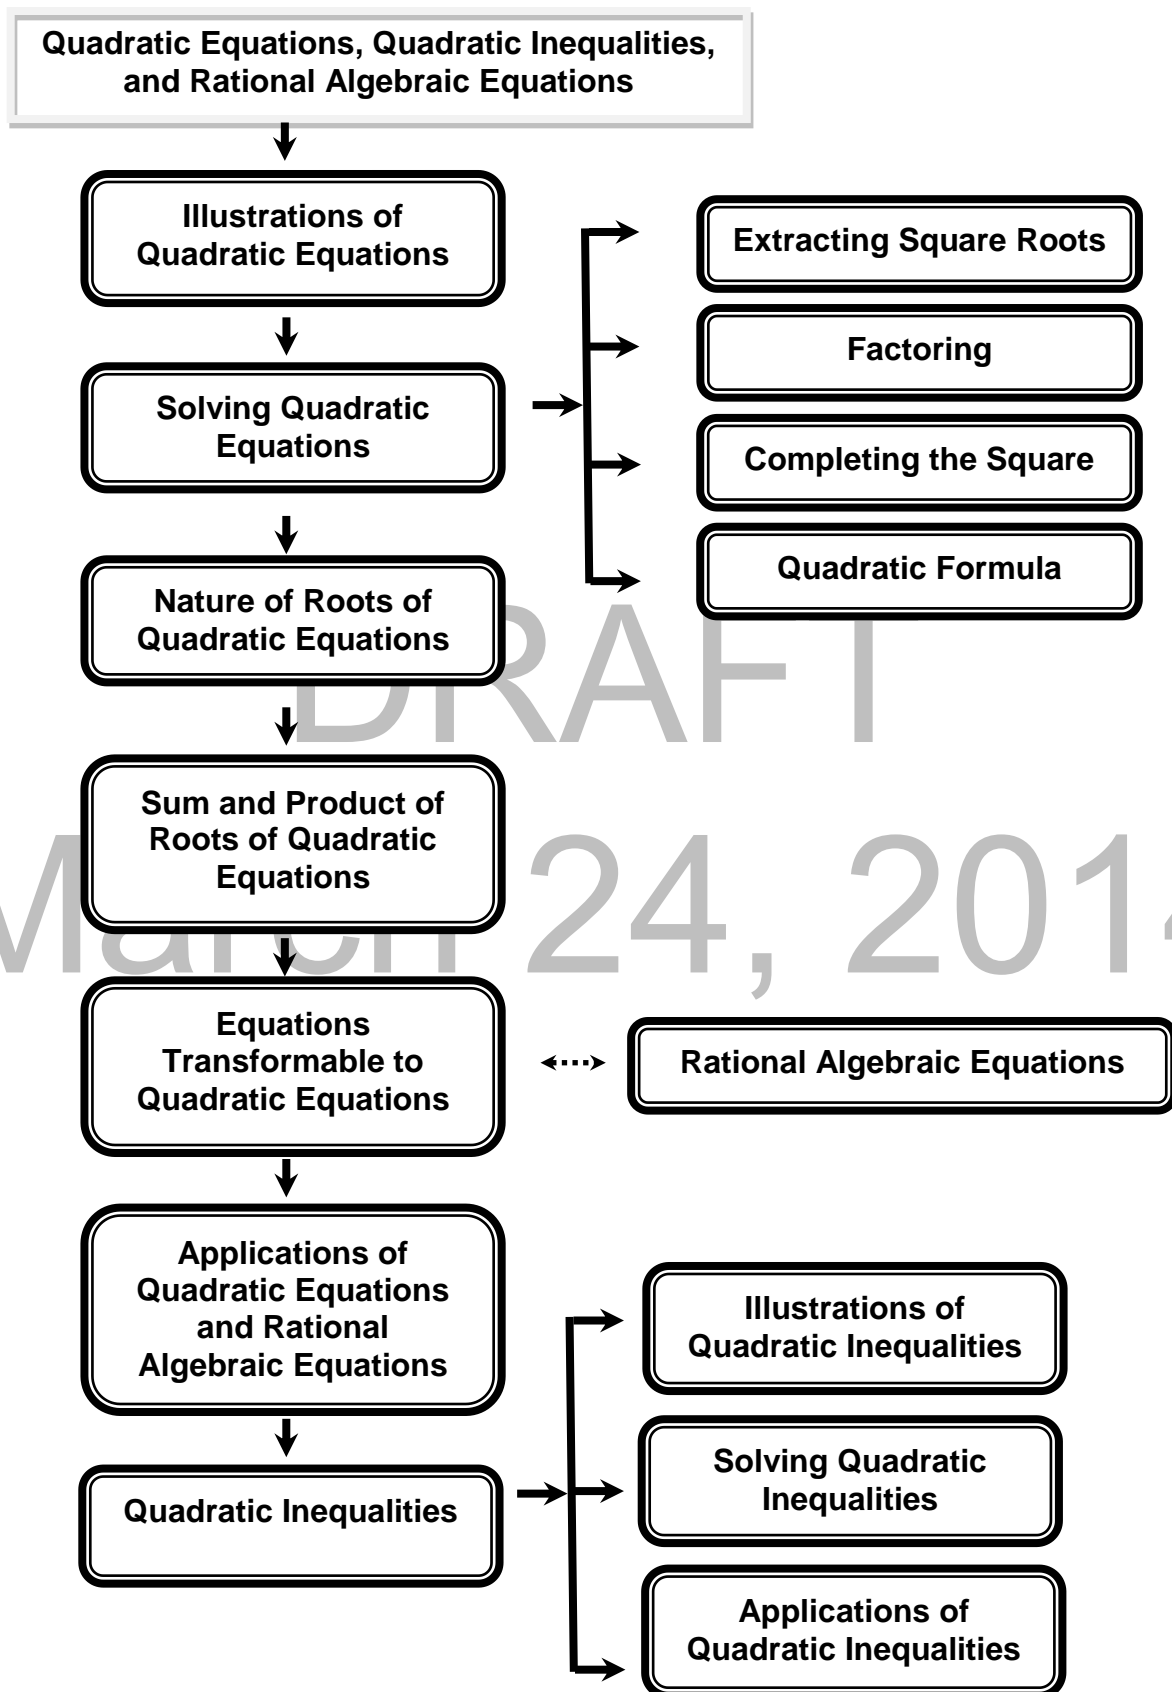 Quadratic Equations, Quadratic Inequalities,
and Rational Algebraic Equations
Illustrations of
Quadratic Equations
Extracting Square Roots
Factoring
Solving Quadratic
Equations
Completing the Square
Quadratic Formula
Nature of Roots of
Quadratic Equations
DRAFT
Sum and Product of
Roots of Quadratic
Equations
March 24, 2014
Equations
Transformable to
Quadratic Equations
Rational Algebraic Equations
Applications of
Quadratic Equations
and Rational
Algebraic Equations
Illustrations of
Quadratic Inequalities
Quadratic Inequalities
Solving Quadratic
Inequalities
Applications of
Quadratic Inequalities